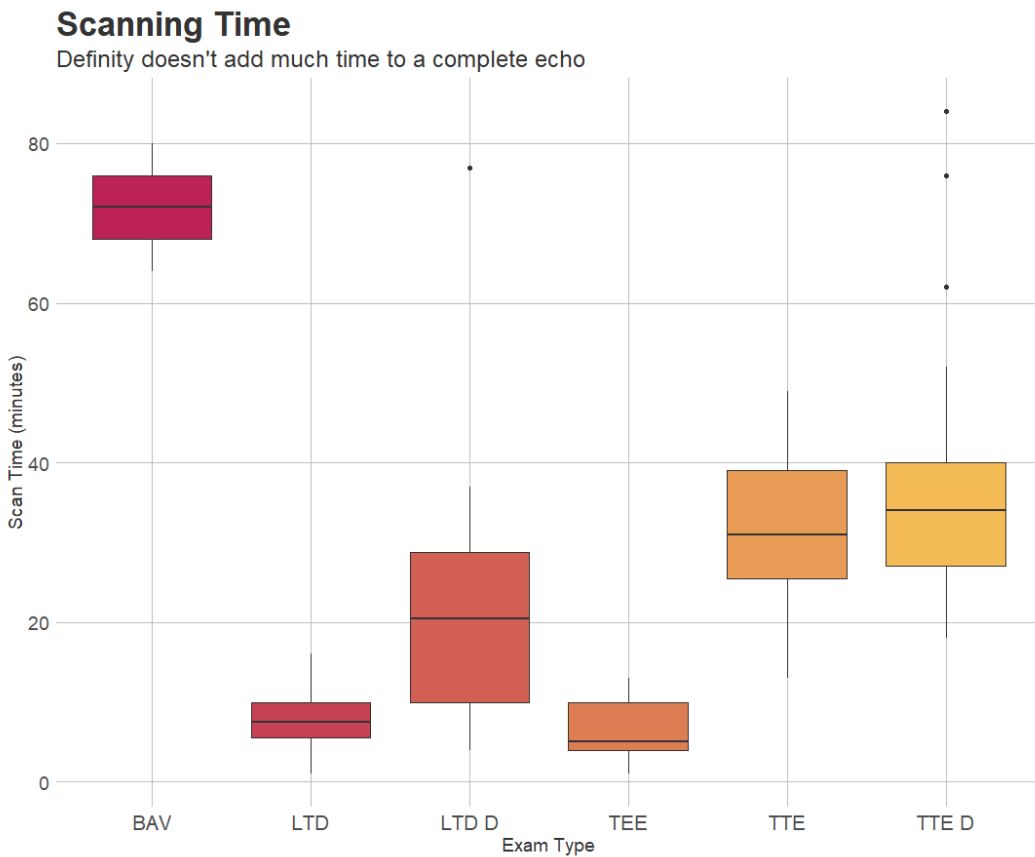 Scanning Time
Definity doesn't add much time to a complete echo
80
60
40
20
0
Scan Time (minutes)
BAV LTD LTD D TEE TTE TTE D
Exam Type